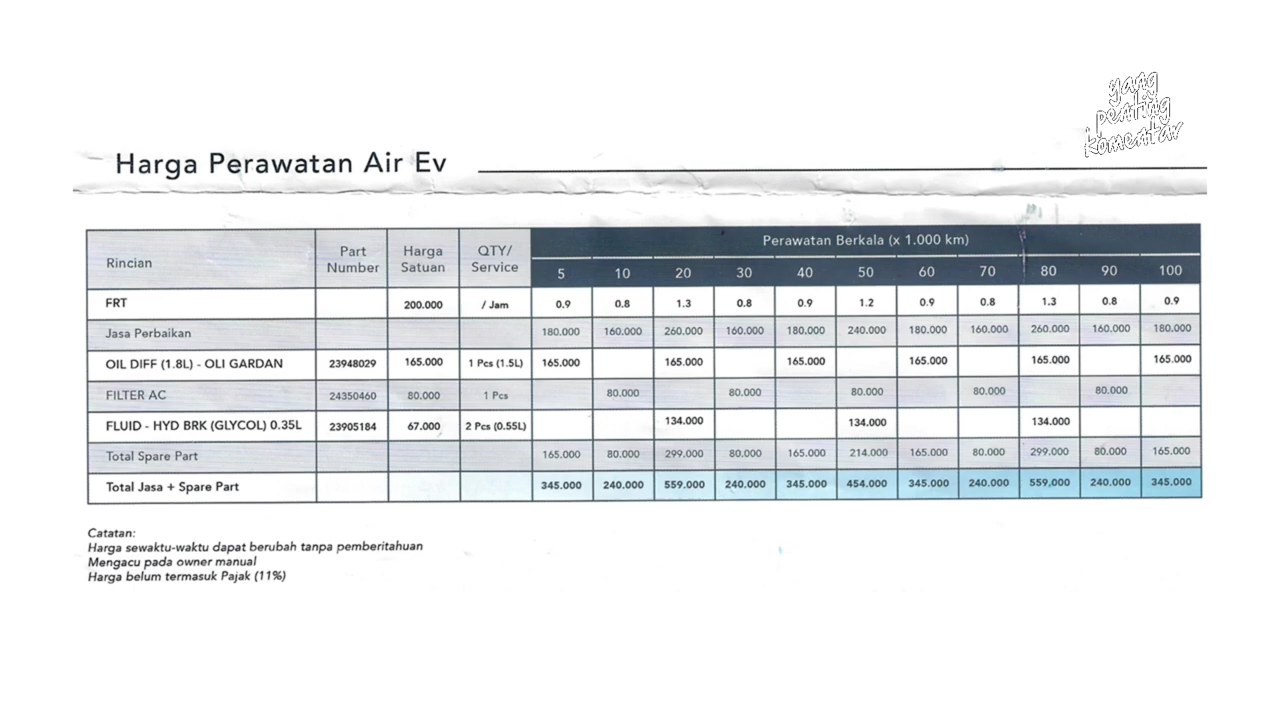 yang
penting
komentar
Harga Perawatan Air Ev
Rincian Part Number Harga Satuan QTY/ Service Perawatan Berkala (x 1.000 km)
5 10 20 30 40 50 60 70 80 90 100
FRT 200.000 / Jam 0.9 0.8 1.3 0.8 0.9 1.2 0.9 0.8 1.3 0.8 0.9
Jasa Perbaikan 180.000 160.000 260.000 160.000 180.000 240.000 180.000 160.000 260.000 160.000 180.000
OIL DIFF (1.8L) - OLI GARDAN 23948029 165.000 1 Pcs (1.5L) 165.000 165.000 165.000 165.000 165.000 165.000
FILTER AC 24350460 80.000 1 Pcs 80.000 80.000 80.000 80.000 80.000
FLUID - HYD BRK (GLYCOL) 0.35L 23905184 67.000 2 Pcs (0.55L) 134.000 134.000 134.000
Total Spare Part 165.000 80.000 299.000 80.000 165.000 214.000 165.000 80.000 299.000 80.000 165.000
Total Jasa + Spare Part 345.000 240.000 559.000 240.000 345.000 454.000 345.000 240.000 559,000 240.000 345.000
Catatan:
Harga sewaktu-waktu dapat berubah tanpa pemberitahuan
Mengacu pada owner manual
Harga belum termasuk Pajak (11%)